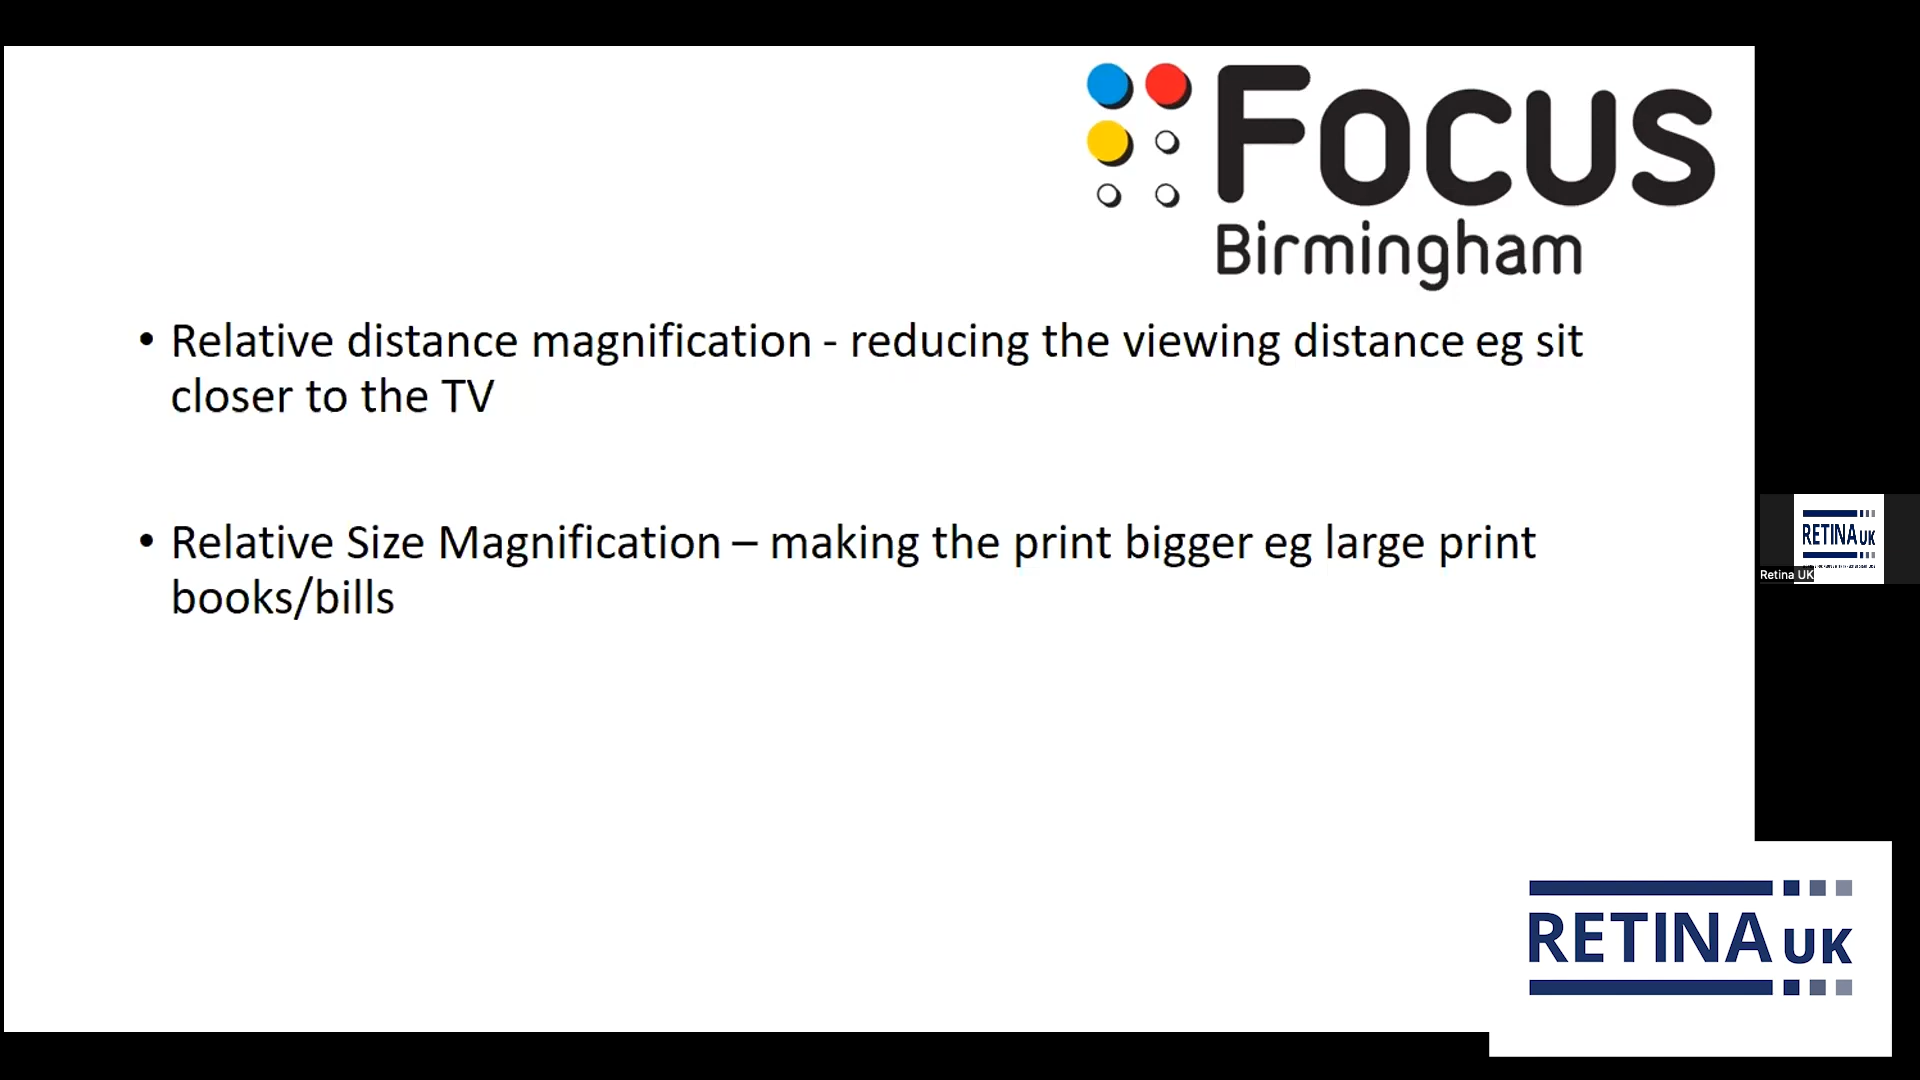 Focus
Birmingham
• Relative distance magnification - reducing the viewing distance eg sit
closer to the TV
• Relative Size Magnification – making the print bigger eg large print
books/bills
RETINA UK
Retina UK
RETINA UK